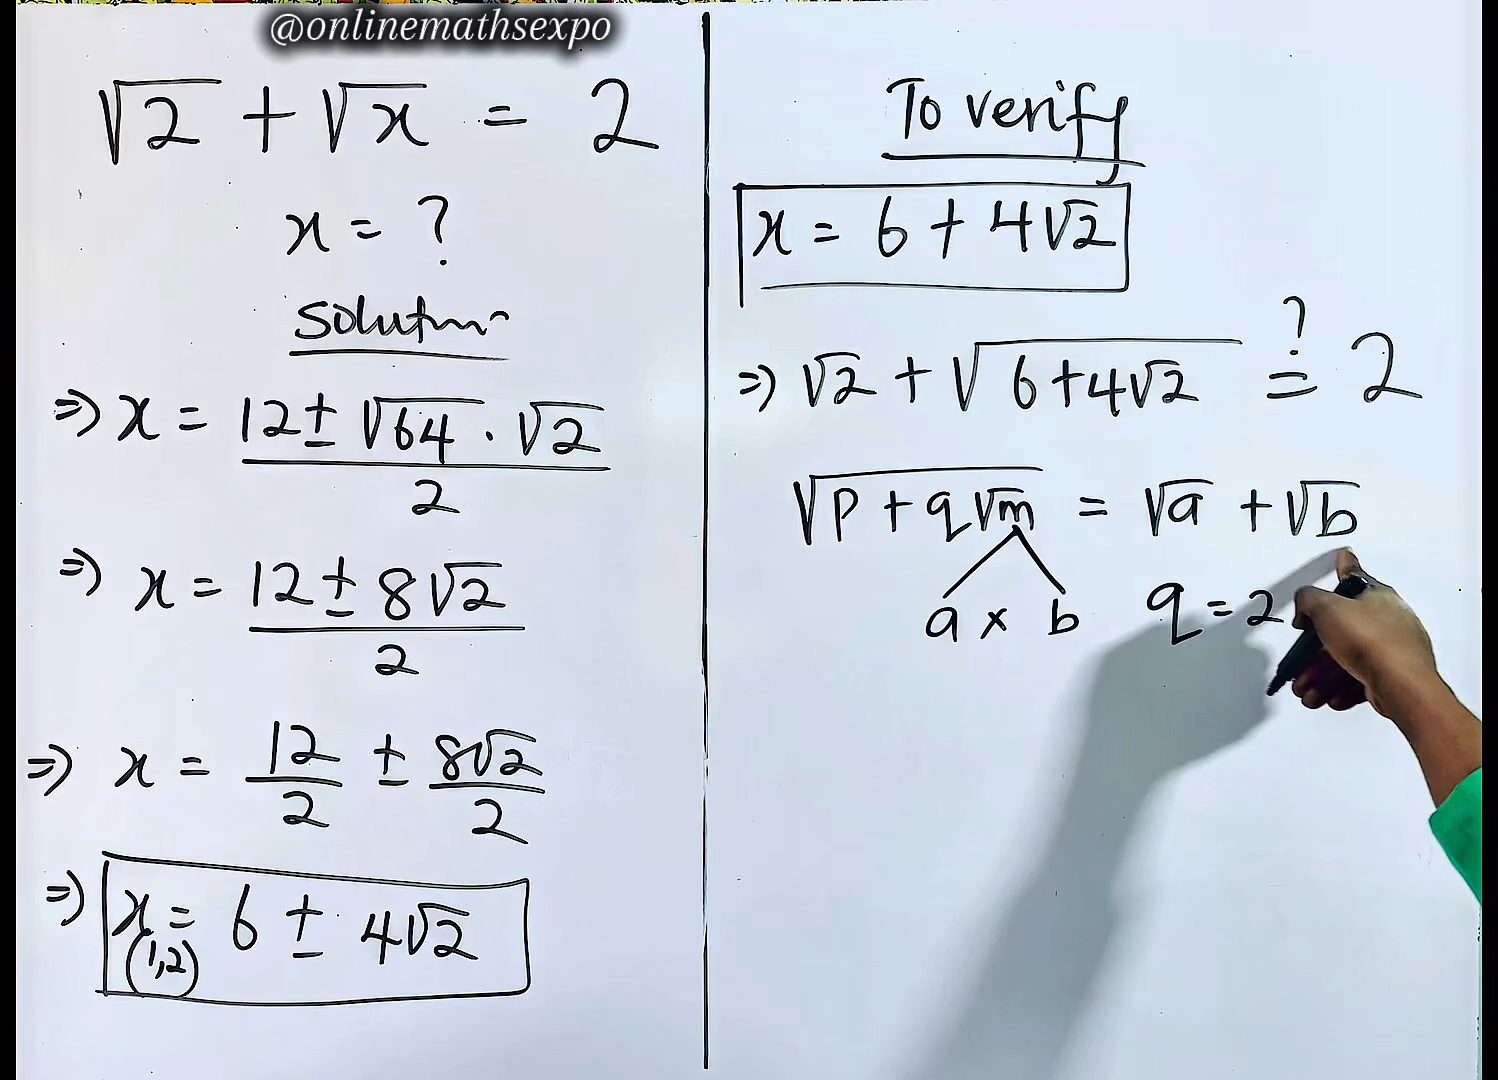 @onlinemathsexpo
√2 + √x = 2
x = ?
Solution
⇒ x = (12 ± √64 · √2) / 2
⇒ x = (12 ± 8√2) / 2
⇒ x = 12/2 ± 8√2/2
⇒ x = 6 ± 4√2
(1,2)
To verify
x = 6 + 4√2
⇒ √2 + √(6+4√2) ≟ 2
√(p + q√m) = √a + √b
a × b q = 2